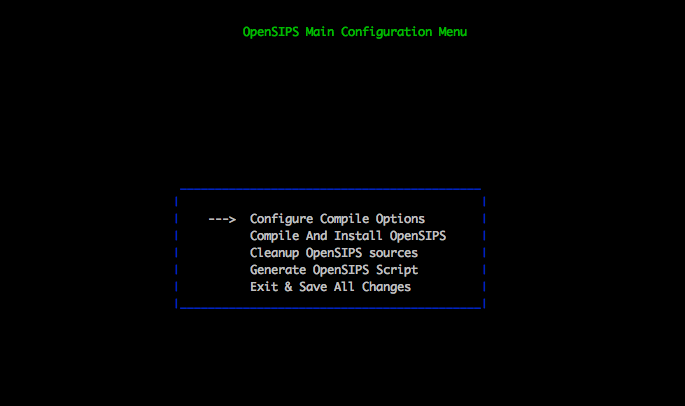 OpenSIPS Main Configuration Menu
---> Configure Compile Options
Compile And Install OpenSIPS
Cleanup OpenSIPS sources
Generate OpenSIPS Script
Exit & Save All Changes